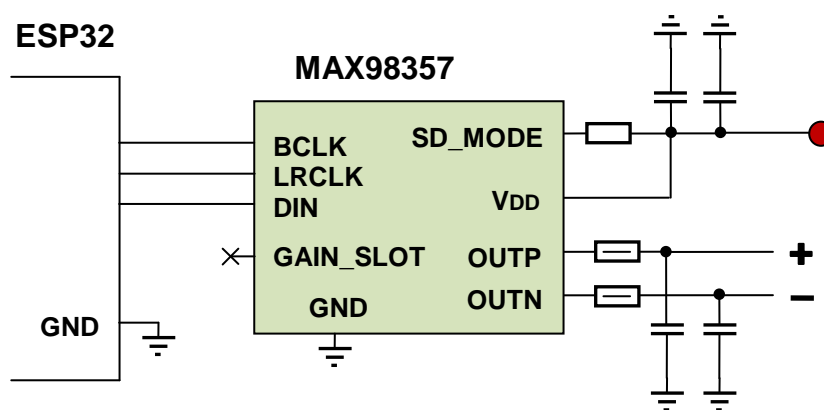 ESP32
MAX98357
BCLK
LRCLK
DIN
GAIN_SLOT
GND
SD_MODE
VDD
OUTP
OUTN
+
−
GND